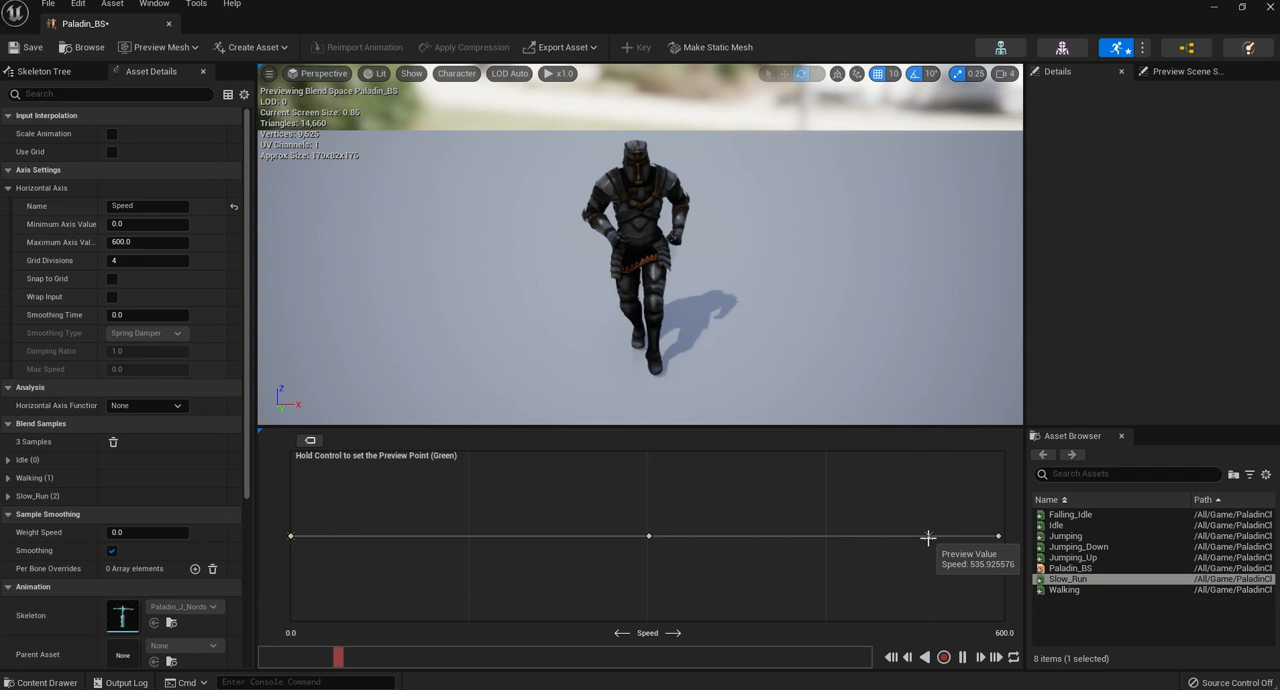 File Edit Asset Window Tools Help
Paladin_BS•
Save Browse Preview Mesh Create Asset Reimport Animation Apply Compression Export Asset Key Make Static Mesh
Skeleton Tree Asset Details
Search
Input Interpolation
Scale Animation
Use Grid
Axis Settings
Horizontal Axis
Name Speed
Minimum Axis Value 0.0
Maximum Axis Val... 600.0
Grid Divisions 4
Snap to Grid
Wrap Input
Smoothing Time 0.0
Smoothing Type Spring Damper
Damping Ratio 1.0
Max Speed 0.0
Analysis
Horizontal Axis Functior None
Blend Samples
3 Samples
Idle (0)
Walking (1)
Slow_Run (2)
Sample Smoothing
Weight Speed 0.0
Smoothing
Per Bone Overrides 0 Array elements
Animation
Skeleton Paladin_J_Nords
Parent Asset None None
Perspective Lit Show Character LOD Auto x1.0 10 10° 0.25 4
Previewing Blend Space Paladin_BS
LOD: 0
Current Screen Size: 0.86
Triangles: 14,660
Vertices: 9,525
UV Channels: 1
Approx Size: 170x82x176
Z
X
Y
Hold Control to set the Preview Point (Green)
Preview Value
Speed: 535.925576
0.0 Speed 600.0
Details Preview Scene S...
Asset Browser
Search Assets
Name Path
Falling_Idle /All/Game/PaladinCl
Idle /All/Game/PaladinCl
Jumping /All/Game/PaladinCl
Jumping_Down /All/Game/PaladinCl
Jumping_Up /All/Game/PaladinCl
Paladin_BS /All/Game/PaladinCl
Slow_Run /All/Game/PaladinCl
Walking /All/Game/PaladinCl
8 items (1 selected)
Content Drawer Output Log Cmd Enter Console Command Source Control Off